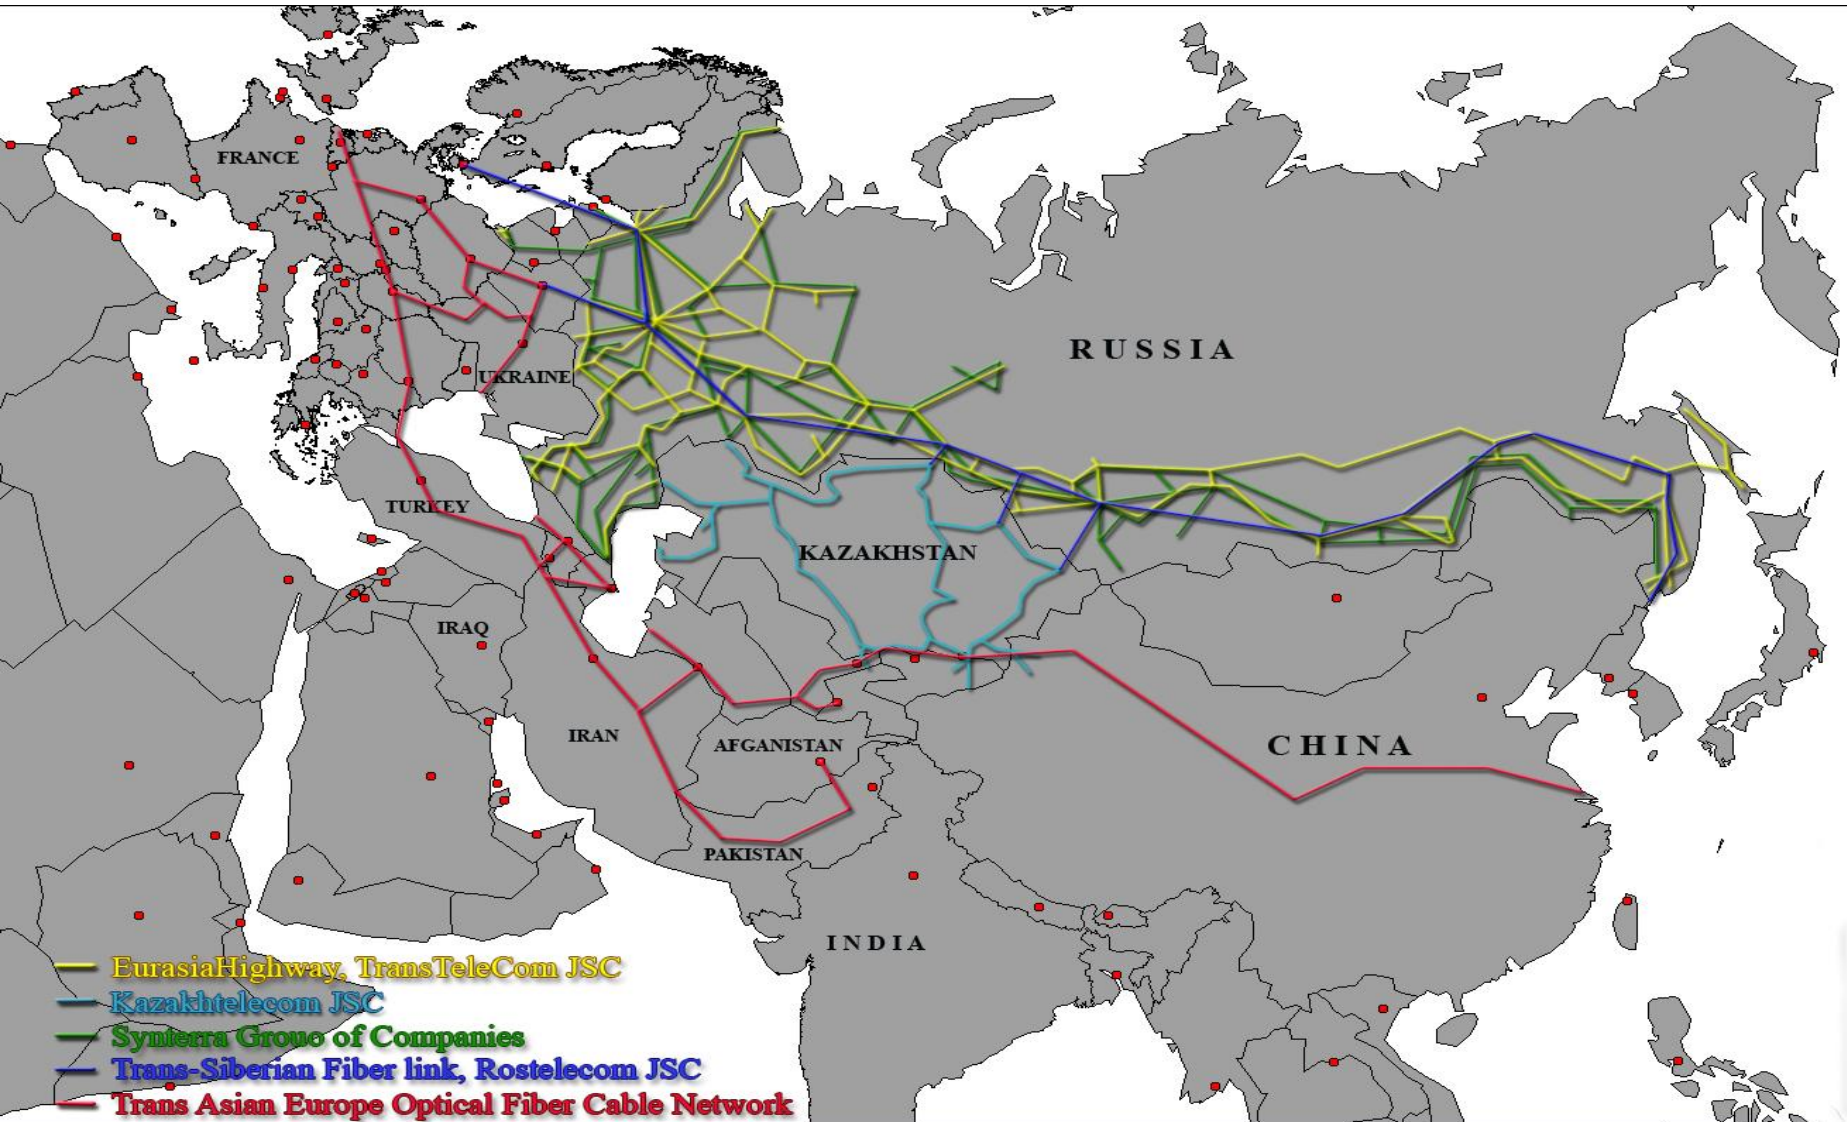 FRANCE
RUSSIA
UKRAINE
TURKEY
KAZAKHSTAN
IRAQ
IRAN
AFGANISTAN
CHINA
PAKISTAN
INDIA
EurasiaHighway, TransTeleCom JSC
Kazakhtelecom JSC
Synterra Grouo of Companies
Trans-Siberian Fiber link, Rostelecom JSC
Trans Asian Europe Optical Fiber Cable Network